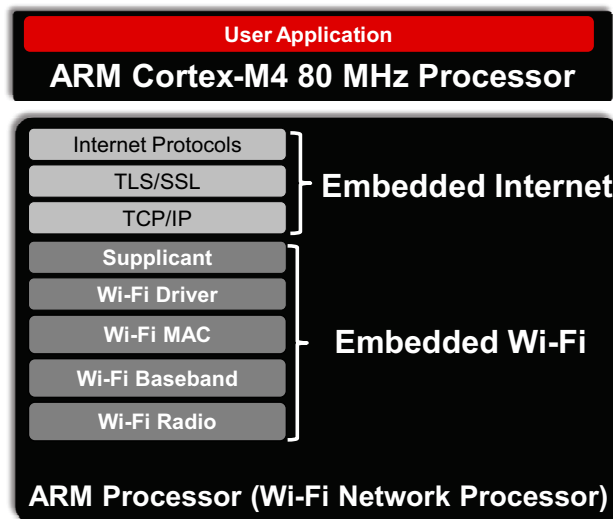 User Application
ARM Cortex-M4 80 MHz Processor
Internet Protocols
TLS/SSL
TCP/IP
Embedded Internet
Supplicant
Wi-Fi Driver
Wi-Fi MAC
Wi-Fi Baseband
Wi-Fi Radio
Embedded Wi-Fi
ARM Processor (Wi-Fi Network Processor)